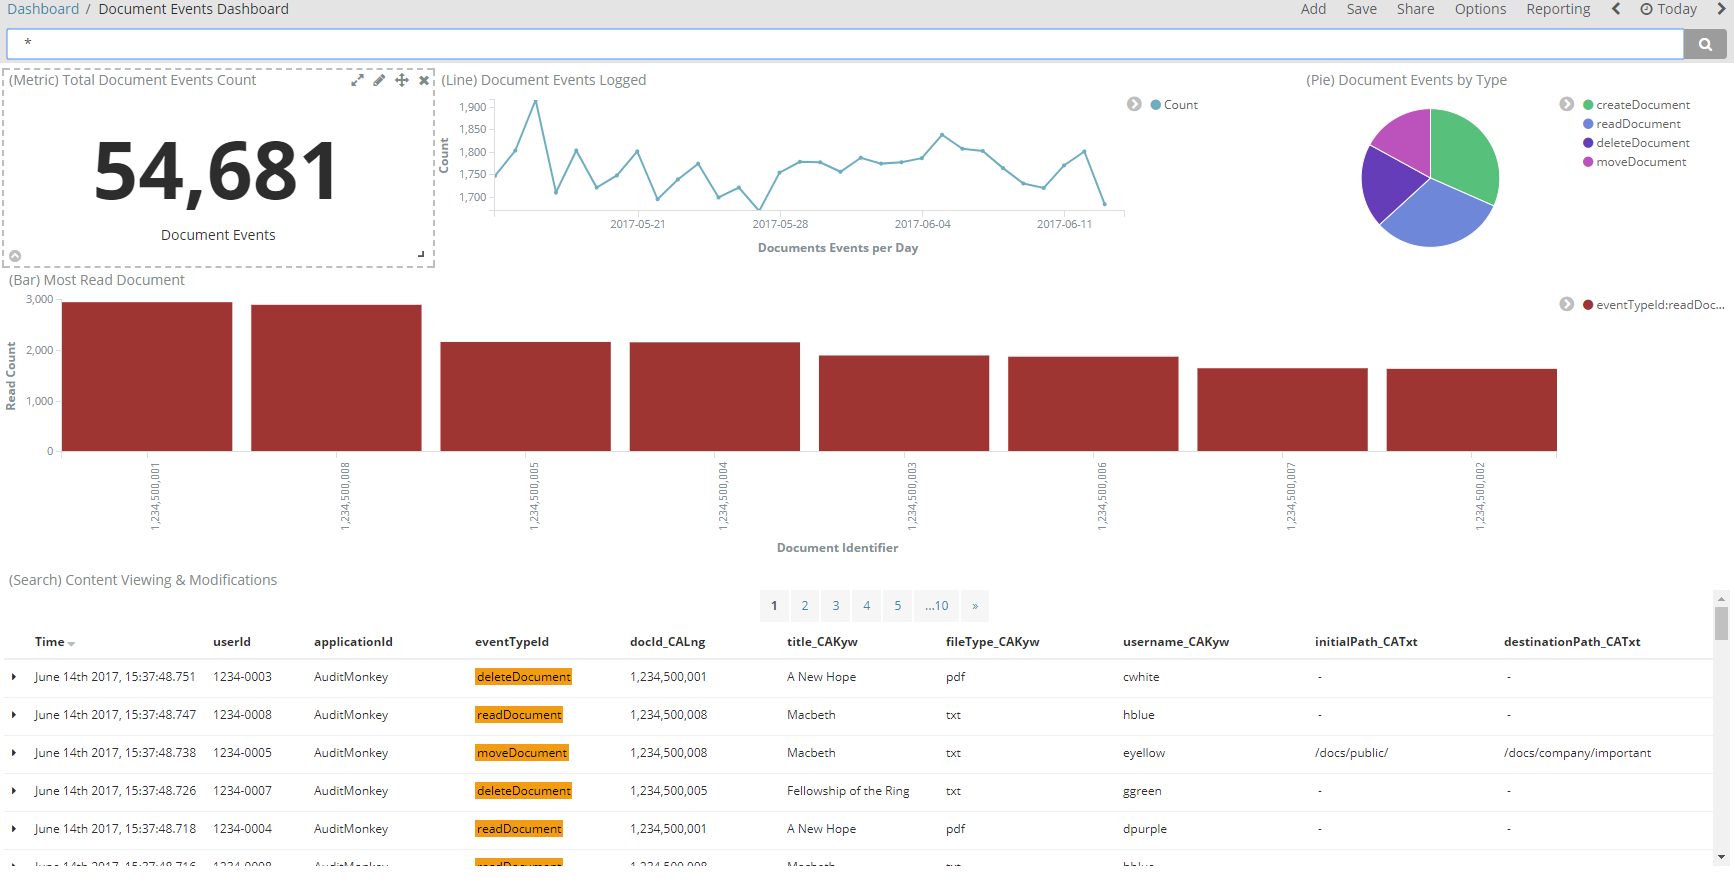 Dashboard / Document Events Dashboard
Add Save Share Options Reporting Today
*
(Metric) Total Document Events Count
54,681
Document Events
(Line) Document Events Logged
1,900
1,850
1,800
1,750
1,700
Count
2017-05-21 2017-05-28 2017-06-04 2017-06-11
Documents Events per Day
Count
(Pie) Document Events by Type
createDocument
readDocument
deleteDocument
moveDocument
(Bar) Most Read Document
3,000
2,000
1,000
0
Read Count
1,234,500,001 1,234,500,008 1,234,500,005 1,234,500,004 1,234,500,003 1,234,500,006 1,234,500,007 1,234,500,002
Document Identifier
eventTypeId:readDoc...
(Search) Content Viewing & Modifications
1 2 3 4 5 ...10 »
Time userId applicationId eventTypeId docId_CALng title_CAKyw fileType_CAKyw username_CAKyw initialPath_CATxt destinationPath_CATxt
June 14th 2017, 15:37:48.751 1234-0003 AuditMonkey deleteDocument 1,234,500,001 A New Hope pdf cwhite - -
June 14th 2017, 15:37:48.747 1234-0008 AuditMonkey readDocument 1,234,500,008 Macbeth txt hblue - -
June 14th 2017, 15:37:48.738 1234-0005 AuditMonkey moveDocument 1,234,500,008 Macbeth txt eyellow /docs/public/ /docs/company/important
June 14th 2017, 15:37:48.726 1234-0007 AuditMonkey deleteDocument 1,234,500,005 Fellowship of the Ring txt ggreen - -
June 14th 2017, 15:37:48.718 1234-0004 AuditMonkey readDocument 1,234,500,001 A New Hope pdf dpurple - -